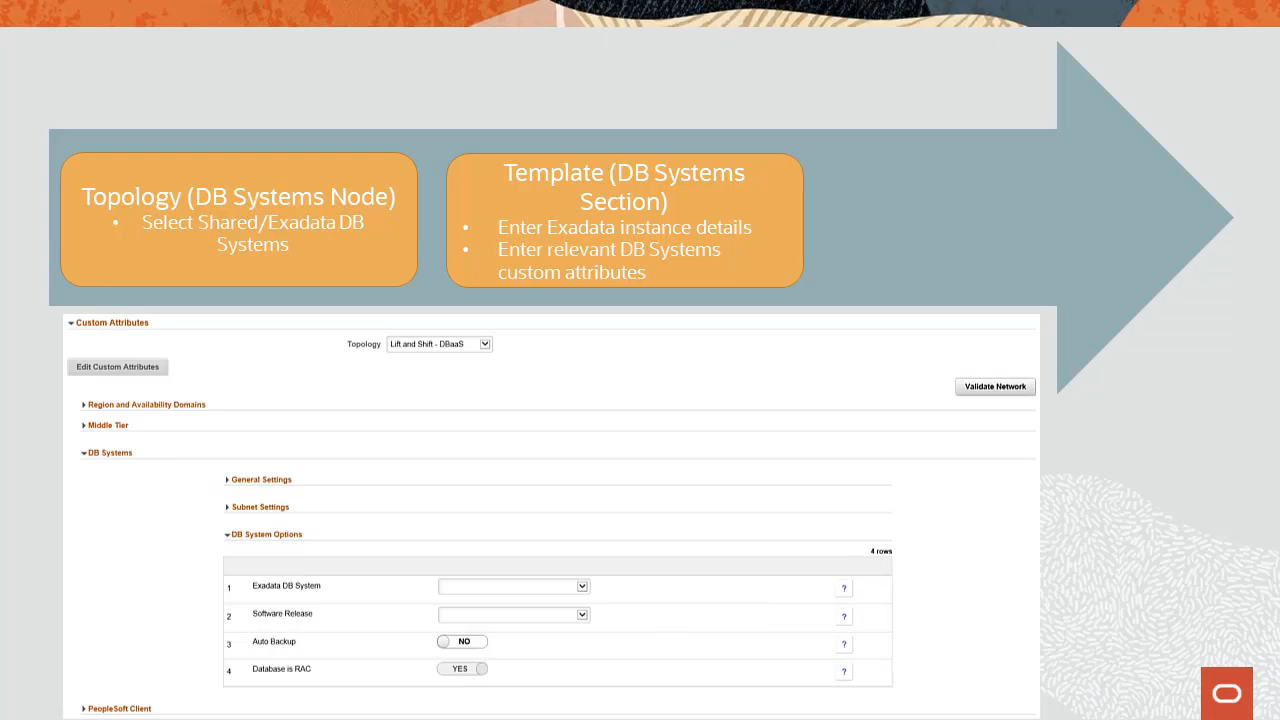 Topology (DB Systems Node)
• Select Shared/Exadata DB
Systems
Template (DB Systems
Section)
• Enter Exadata instance details
• Enter relevant DB Systems
custom attributes
Custom Attributes
Topology Lift and Shift - DBaaS
Edit Custom Attributes
Validate Network
Region and Availability Domains
Middle Tier
DB Systems
General Settings
Subnet Settings
DB System Options
4 rows
1 Exadata DB System ?
2 Software Release ?
3 Auto Backup NO ?
4 Database is RAC YES ?
PeopleSoft Client